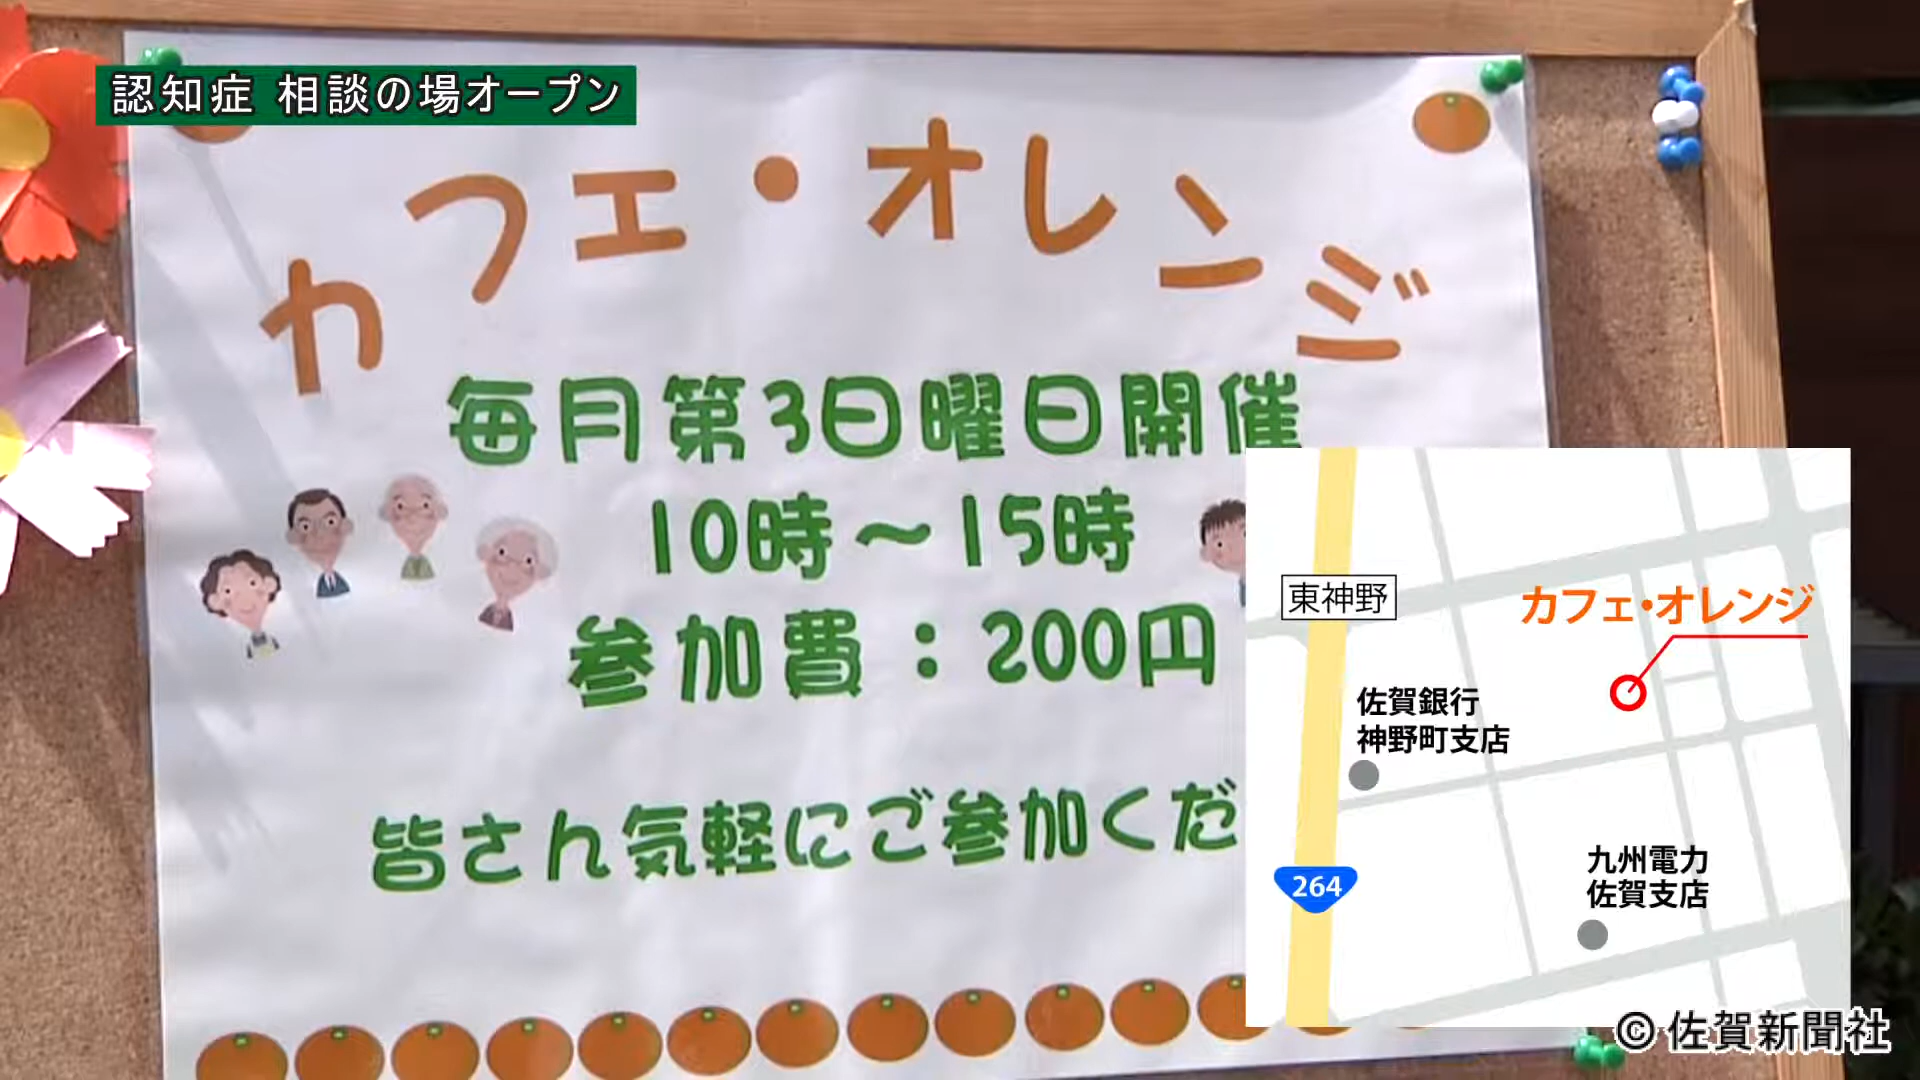 認知症 相談の場オープン
カフェ・オレンジ
毎月第3日曜日開催
10時～15時
参加費：200円
皆さん気軽にご参加くだ
東神野
カフェ・オレンジ
佐賀銀行
神野町支店
264
九州電力
佐賀支店
©佐賀新聞社